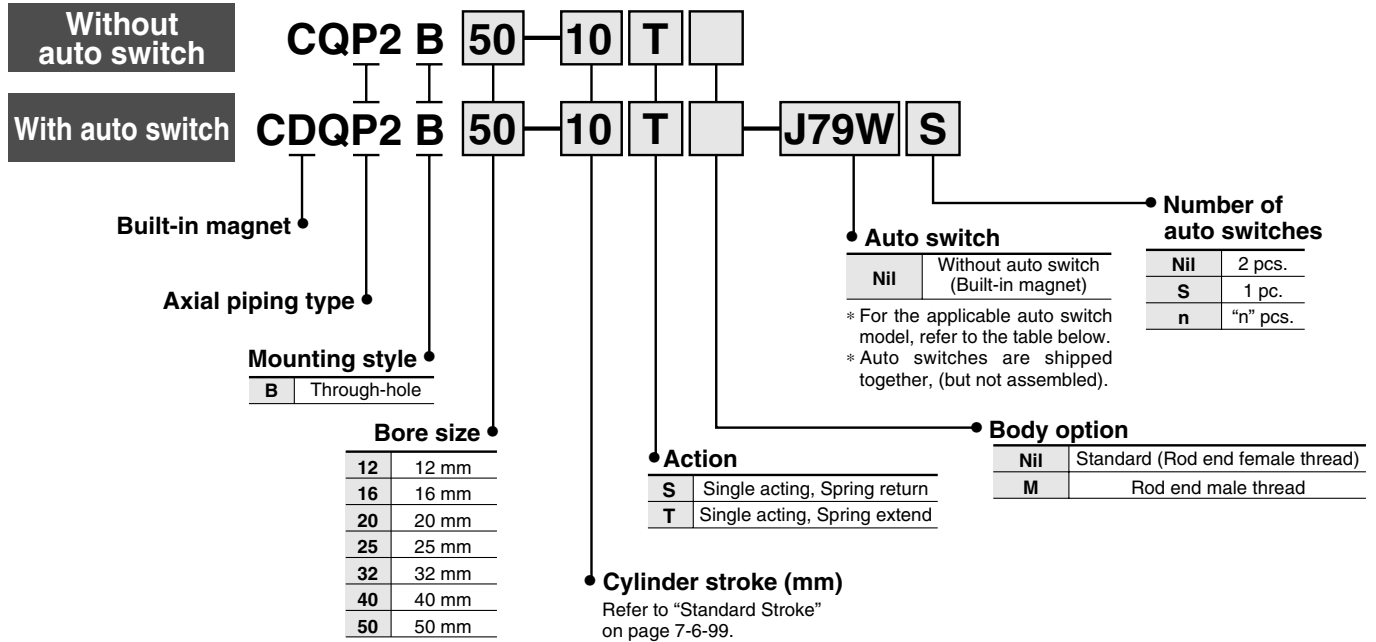 Without
auto switch
CQP2 B 50-10 T
With auto switch
CDQP2 B 50-10 T -J79W S
Built-in magnet
Axial piping type
Mounting style
B Through-hole
Bore size
12 12 mm
16 16 mm
20 20 mm
25 25 mm
32 32 mm
40 40 mm
50 50 mm
Cylinder stroke (mm)
Refer to “Standard Stroke”
on page 7-6-99.
Action
S Single acting, Spring return
T Single acting, Spring extend
Body option
Nil Standard (Rod end female thread)
M Rod end male thread
Auto switch
Nil Without auto switch
(Built-in magnet)
∗ For the applicable auto switch
model, refer to the table below.
∗ Auto switches are shipped
together, (but not assembled).
Number of
auto switches
Nil 2 pcs.
S 1 pc.
n “n” pcs.